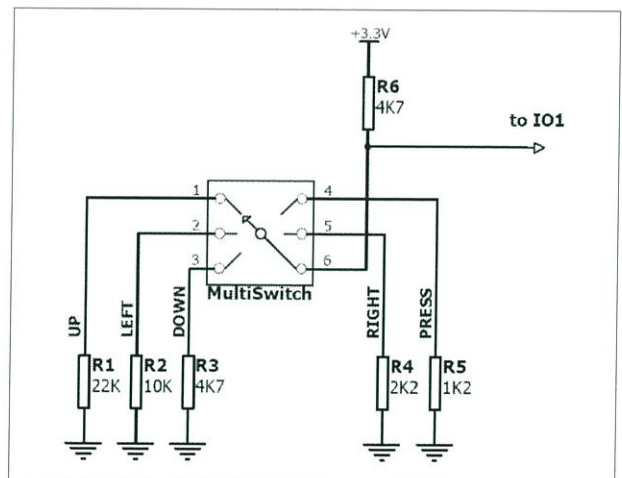 +3.3V
R6
4K7
to IO1
1
4
2
5
3
6
MultiSwitch
UP
LEFT
DOWN
RIGHT
PRESS
R1
22K
R2
10K
R3
4K7
R4
2K2
R5
1K2